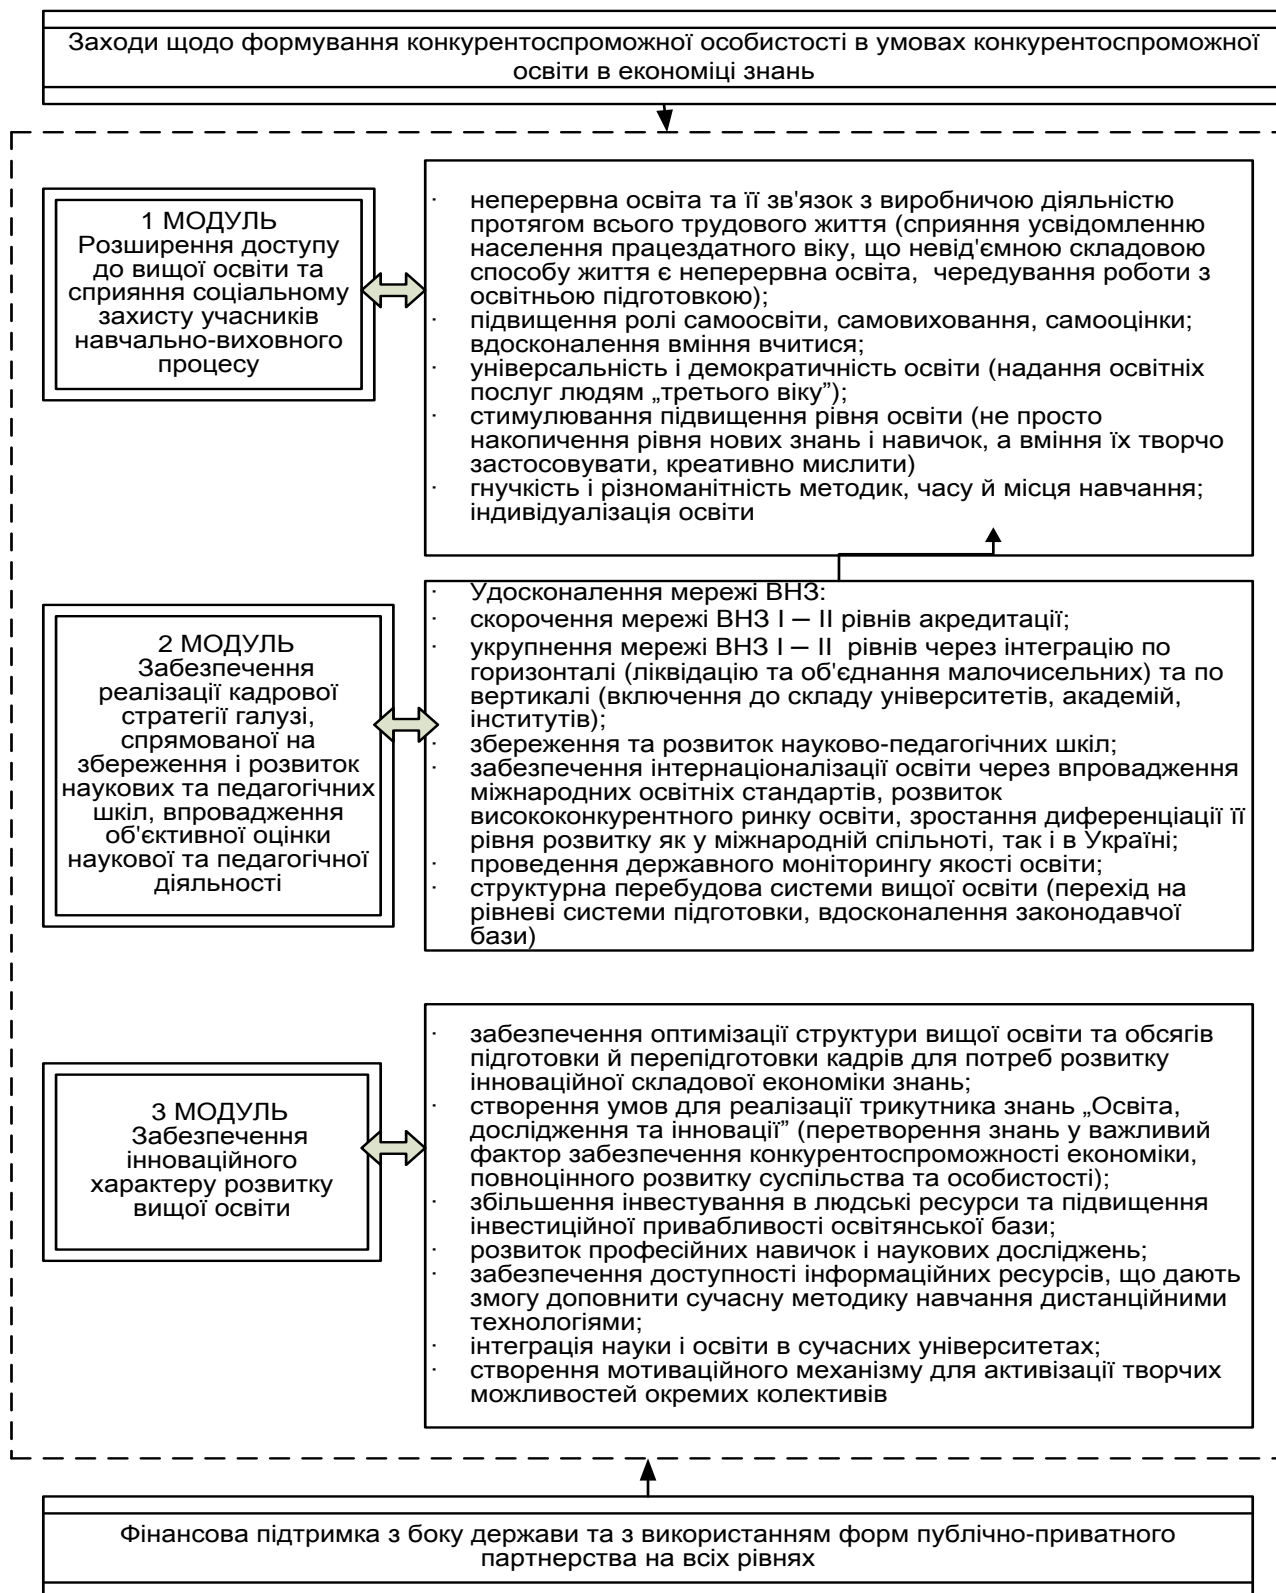 Заходи щодо формування конкурентоспроможної особистості в умовах конкурентоспроможної
освіти в економіці знань
1 МОДУЛЬ
Розширення доступу
до вищої освіти та
сприяння соціальному
захисту учасників
навчально-виховного
процесу
· неперервна освіта та її зв'язок з виробничою діяльністю
протягом всього трудового життя (сприяння усвідомленню
населення працездатного віку, що невід'ємною складовою
способу життя є неперервна освіта, чередування роботи з
освітньою підготовкою);
· підвищення ролі самоосвіти, самовиховання, самооцінки;
вдосконалення вміння вчитися;
· універсальність і демократичність освіти (надання освітніх
послуг людям „третього віку”);
· стимулювання підвищення рівня освіти (не просто
накопичення рівня нових знань і навичок, а вміння їх творчо
застосовувати, креативно мислити)
· гнучкість і різноманітність методик, часу й місця навчання;
індивідуалізація освіти
2 МОДУЛЬ
Забезпечення
реалізації кадрової
стратегії галузі,
спрямованої на
збереження і розвиток
наукових та педагогічних
шкіл, впровадження
об'єктивної оцінки
наукової та педагогічної
діяльності
· Удосконалення мережі ВНЗ:
· скорочення мережі ВНЗ І – ІІ рівнів акредитації;
· укрупнення мережі ВНЗ І – ІІ рівнів через інтеграцію по
горизонталі (ліквідацію та об'єднання малочисельних) та по
вертикалі (включення до складу університетів, академій,
інститутів);
· збереження та розвиток науково-педагогічних шкіл;
· забезпечення інтернаціоналізації освіти через впровадження
міжнародних освітніх стандартів, розвиток
висококонкурентного ринку освіти, зростання диференціації її
рівня розвитку як у міжнародній спільноті, так і в Україні;
· проведення державного моніторингу якості освіти;
· структурна перебудова системи вищої освіти (перехід на
рівневі системи підготовки, вдосконалення законодавчої
бази)
3 МОДУЛЬ
Забезпечення
інноваційного
характеру розвитку
вищої освіти
· забезпечення оптимізації структури вищої освіти та обсягів
підготовки й перепідготовки кадрів для потреб розвитку
інноваційної складової економіки знань;
· створення умов для реалізації трикутника знань „Освіта,
дослідження та інновації” (перетворення знань у важливий
фактор забезпечення конкурентоспроможності економіки,
повноцінного розвитку суспільства та особистості);
· збільшення інвестування в людські ресурси та підвищення
інвестиційної привабливості освітянської бази;
· розвиток професійних навичок і наукових досліджень;
· забезпечення доступності інформаційних ресурсів, що дають
змогу доповнити сучасну методику навчання дистанційними
технологіями;
· інтеграція науки і освіти в сучасних університетах;
· створення мотиваційного механізму для активізації творчих
можливостей окремих колективів
Фінансова підтримка з боку держави та з використанням форм публічно-приватного
партнерства на всіх рівнях